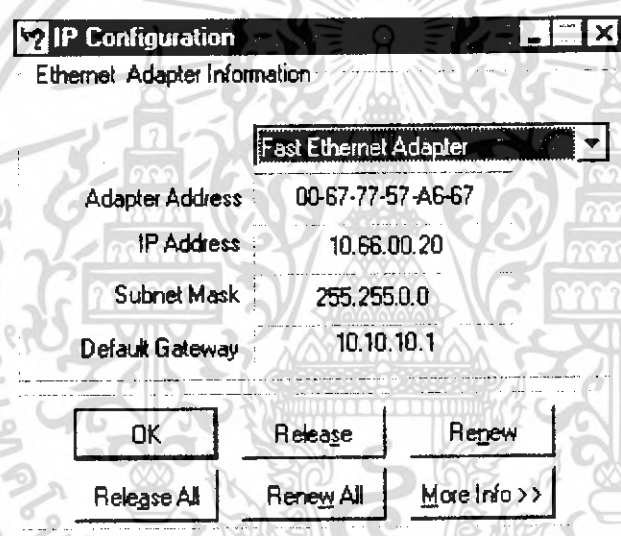 IP Configuration
Ethernet Adapter Information
Fast Ethernet Adapter
Adapter Address 00-67-77-57-A6-67
IP Address 10.66.00.20
Subnet Mask 255.255.0.0
Default Gateway 10.10.10.1
OK Release Renew
Release All Renew All More Info >>